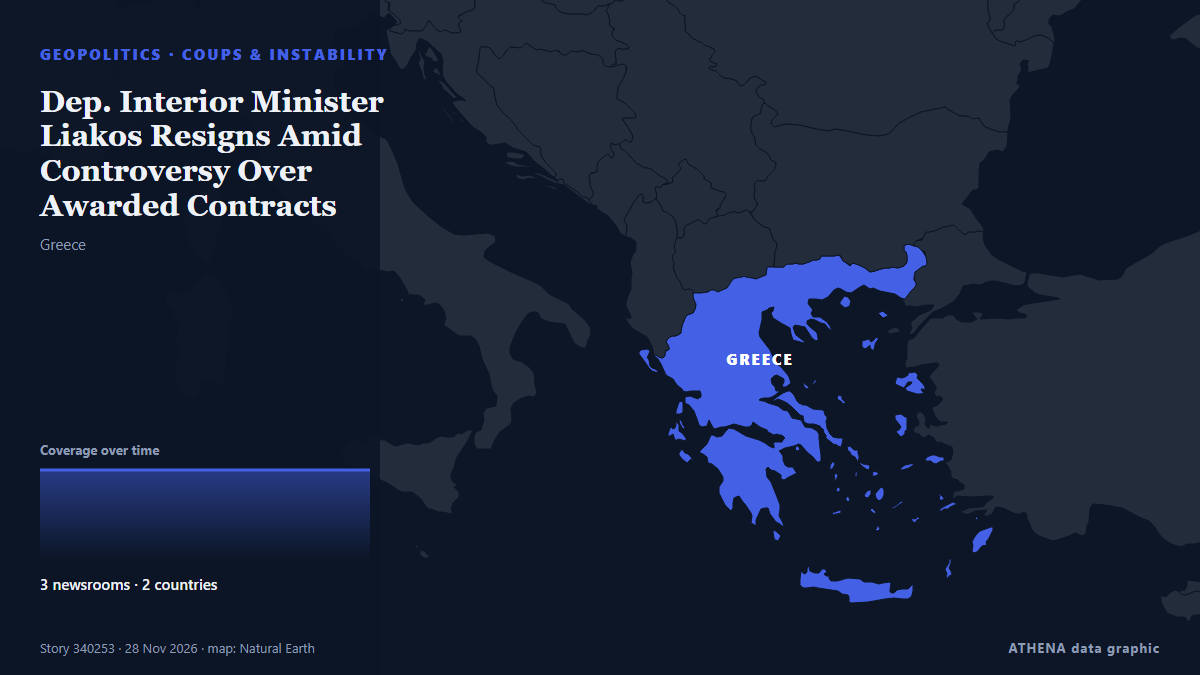 GEOPOLITICS · COUPS & INSTABILITY
Dep. Interior Minister
Liakos Resigns Amid
Controversy Over
Awarded Contracts
Greece
GREECE
Coverage over time
3 newsrooms · 2 countries
Story 340253 · 28 Nov 2026 · map: Natural Earth
ATHENA data graphic